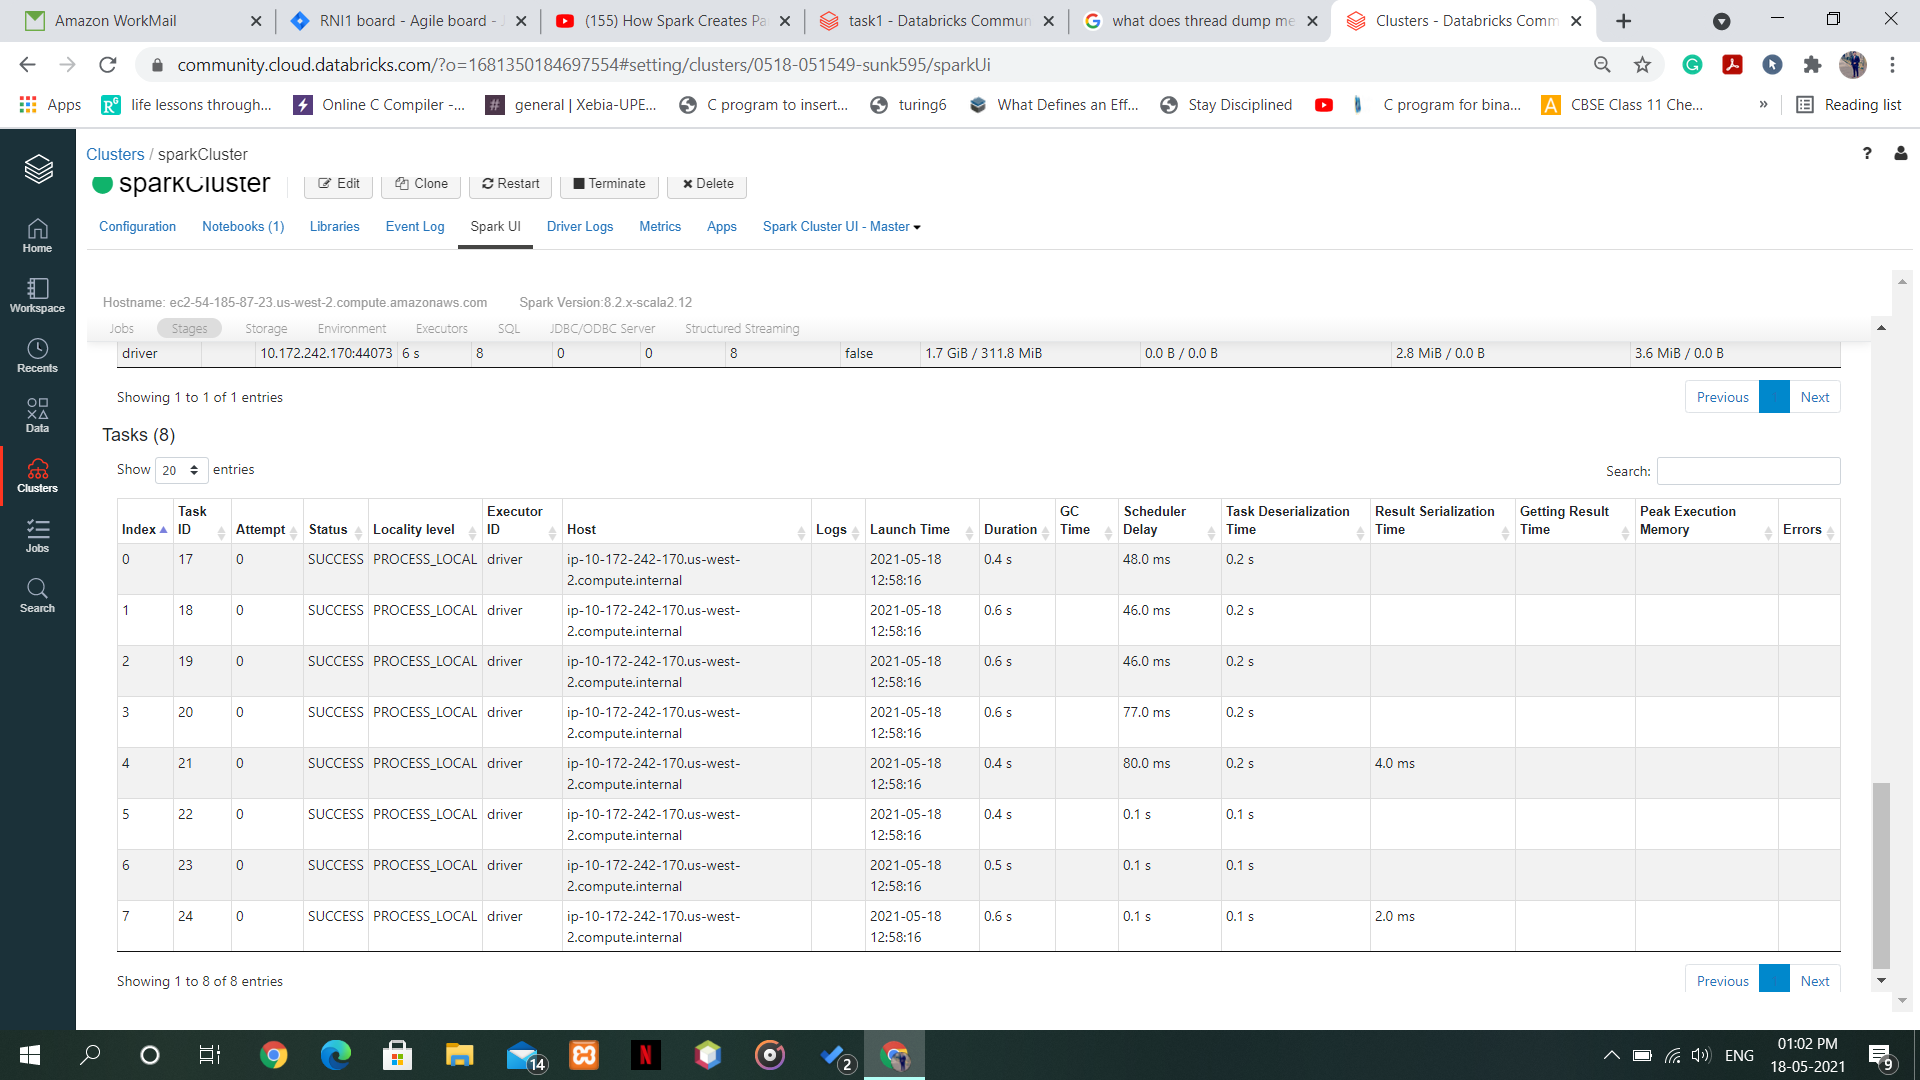 Amazon WorkMail
RNI1 board - Agile board - J
(155) How Spark Creates Pa
task1 - Databricks Commun
what does thread dump me
Clusters - Databricks Comm
community.cloud.databricks.com/?o=1681350184697554#setting/clusters/0518-051549-sunk595/sparkUi
Apps
life lessons through...
Online C Compiler -...
general | Xebia-UPE...
C program to insert...
turing6
What Defines an Eff...
Stay Disciplined
C program for bina...
CBSE Class 11 Che...
»
Reading list
Clusters / sparkCluster
?
sparkCluster
Edit
Clone
Restart
Terminate
Delete
Configuration
Notebooks (1)
Libraries
Event Log
Spark UI
Driver Logs
Metrics
Apps
Spark Cluster UI - Master
Home
Workspace
Recents
Data
Clusters
Jobs
Search
Hostname: ec2-54-185-87-23.us-west-2.compute.amazonaws.com Spark Version:8.2.x-scala2.12
Jobs Stages Storage Environment Executors SQL JDBC/ODBC Server Structured Streaming
driver 10.172.242.170:44073 6 s 8 0 0 8 false 1.7 GiB / 311.8 MiB 0.0 B / 0.0 B 2.8 MiB / 0.0 B 3.6 MiB / 0.0 B
Showing 1 to 1 of 1 entries
Previous Next
Tasks (8)
Show 20 entries
Search:
Index Task ID Attempt Status Locality level Executor ID Host Logs Launch Time Duration GC Time Scheduler Delay Task Deserialization Time Result Serialization Time Getting Result Time Peak Execution Memory Errors
0 17 0 SUCCESS PROCESS_LOCAL driver ip-10-172-242-170.us-west- 2021-05-18 0.4 s 48.0 ms 0.2 s
2.compute.internal 12:58:16
1 18 0 SUCCESS PROCESS_LOCAL driver ip-10-172-242-170.us-west- 2021-05-18 0.6 s 46.0 ms 0.2 s
2.compute.internal 12:58:16
2 19 0 SUCCESS PROCESS_LOCAL driver ip-10-172-242-170.us-west- 2021-05-18 0.6 s 46.0 ms 0.2 s
2.compute.internal 12:58:16
3 20 0 SUCCESS PROCESS_LOCAL driver ip-10-172-242-170.us-west- 2021-05-18 0.6 s 77.0 ms 0.2 s
2.compute.internal 12:58:16
4 21 0 SUCCESS PROCESS_LOCAL driver ip-10-172-242-170.us-west- 2021-05-18 0.4 s 80.0 ms 0.2 s 4.0 ms
2.compute.internal 12:58:16
5 22 0 SUCCESS PROCESS_LOCAL driver ip-10-172-242-170.us-west- 2021-05-18 0.4 s 0.1 s 0.1 s
2.compute.internal 12:58:16
6 23 0 SUCCESS PROCESS_LOCAL driver ip-10-172-242-170.us-west- 2021-05-18 0.5 s 0.1 s 0.1 s
2.compute.internal 12:58:16
7 24 0 SUCCESS PROCESS_LOCAL driver ip-10-172-242-170.us-west- 2021-05-18 0.6 s 0.1 s 0.1 s 2.0 ms
2.compute.internal 12:58:16
Showing 1 to 8 of 8 entries
Previous Next
14
2
ENG
01:02 PM
18-05-2021
9